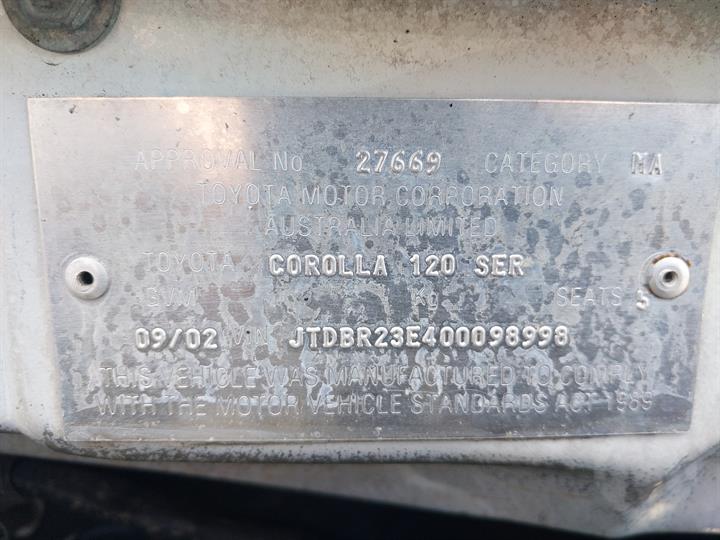 APPROVAL No 27669 CATEGORY MA
TOYOTA MOTOR CORPORATION
AUSTRALIA LIMITED
TOYOTA COROLLA 120 SER
GVM Kg SEATS 5
09/02 VIN JTDBR23E400098998
THIS VEHICLE WAS MANUFACTURED TO COMPLY
WITH THE MOTOR VEHICLE STANDARDS ACT 1989